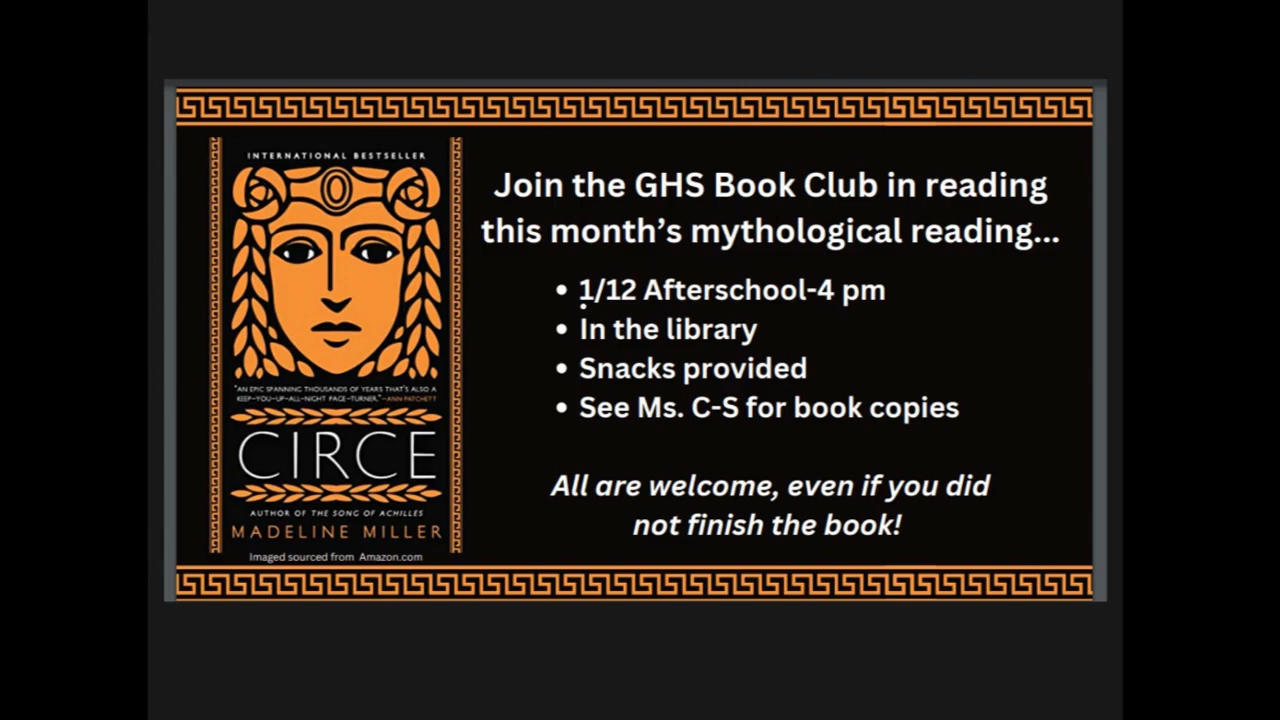 INTERNATIONAL BESTSELLER
"AN EPIC SPANNING THOUSANDS OF YEARS THAT'S ALSO A
KEEP-YOU-UP-ALL-NIGHT PAGE-TURNER." —ANN PATCHETT
CIRCE
AUTHOR OF THE SONG OF ACHILLES
MADELINE MILLER
Imaged sourced from Amazon.com
Join the GHS Book Club in reading
this month's mythological reading...
• 1/12 Afterschool-4 pm
• In the library
• Snacks provided
• See Ms. C-S for book copies
All are welcome, even if you did
not finish the book!